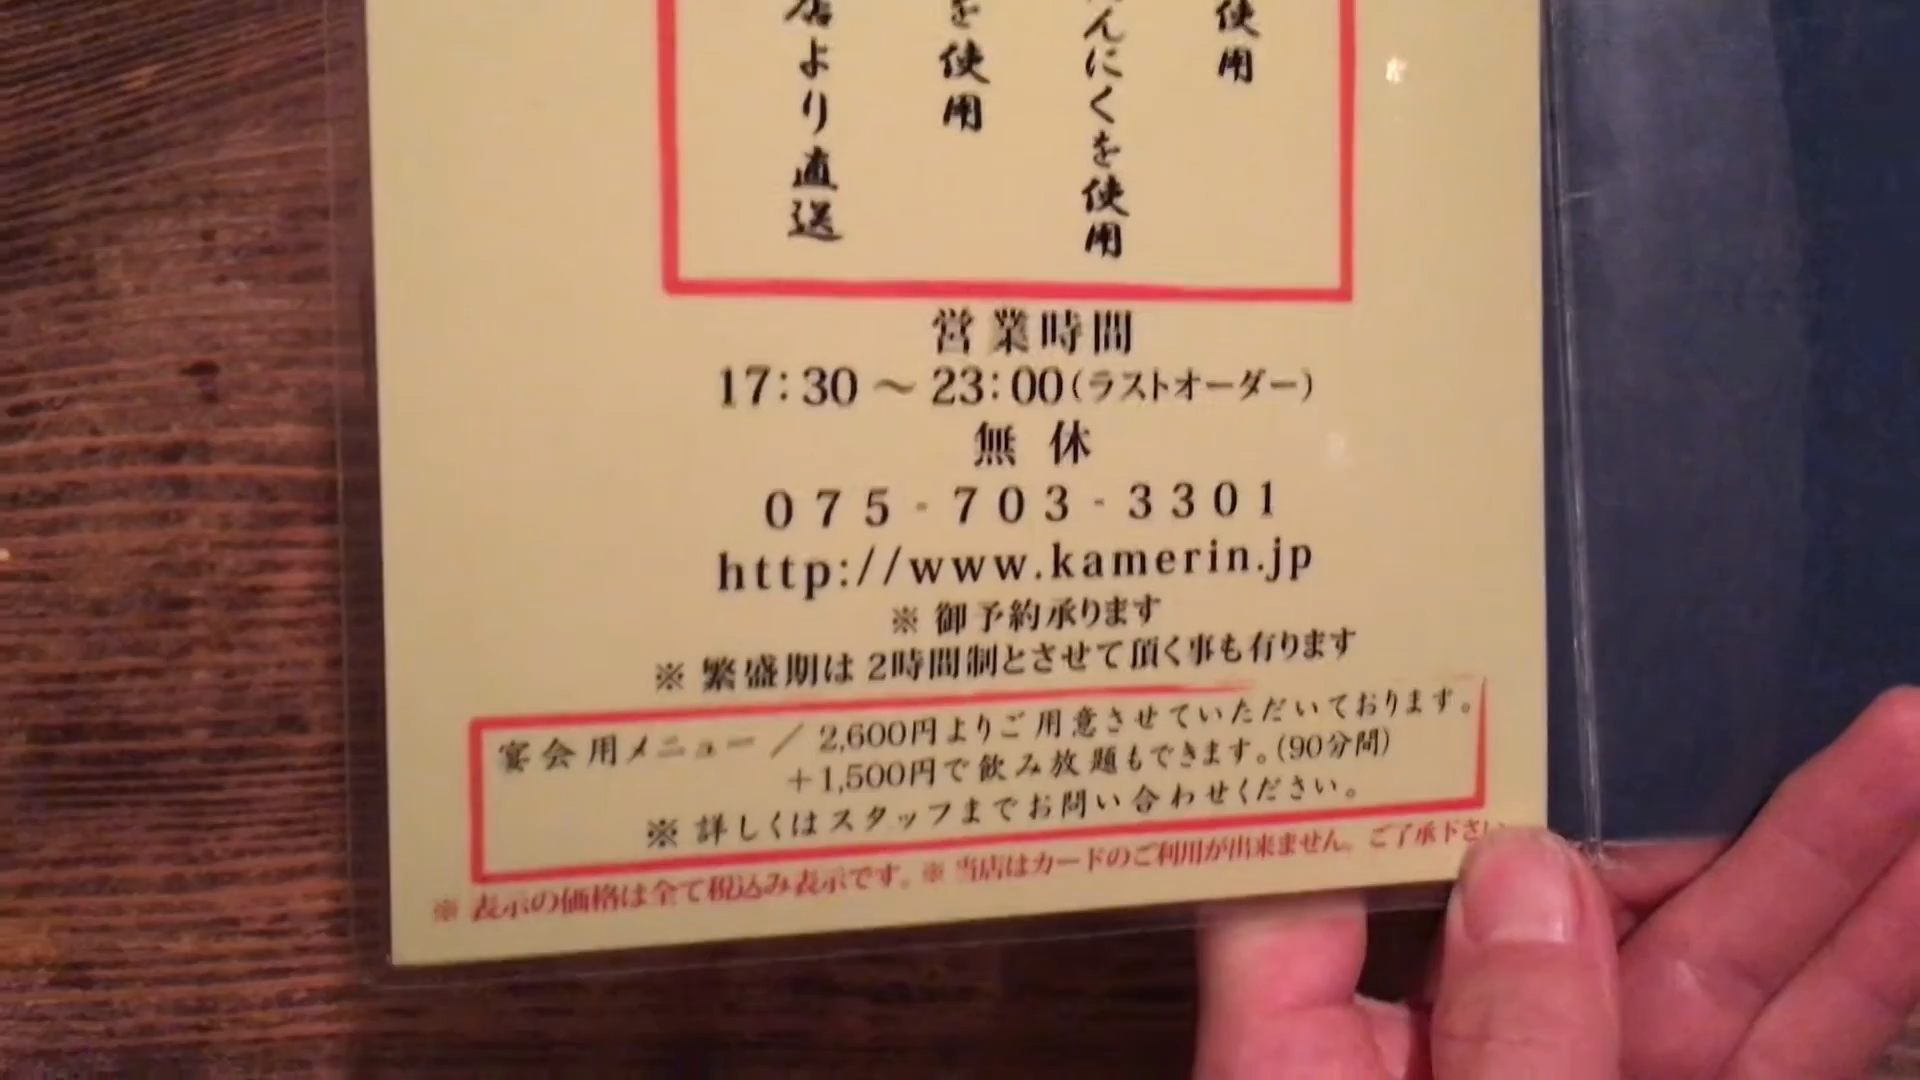 使用
んにくを使用
を使用
店より直送
営業時間
17:30～23:00(ラストオーダー)
無休
075-703-3301
http://www.kamerin.jp
※御予約承ります
※繁盛期は2時間制とさせて頂く事も有ります
宴会用メニュー／2,600円よりご用意させていただいております。
+1,500円で飲み放題もできます。(90分間)
※詳しくはスタッフまでお問い合わせください。
※表示の価格は全て税込み表示です。※当店はカードのご利用が出来ません。ご了承下さい